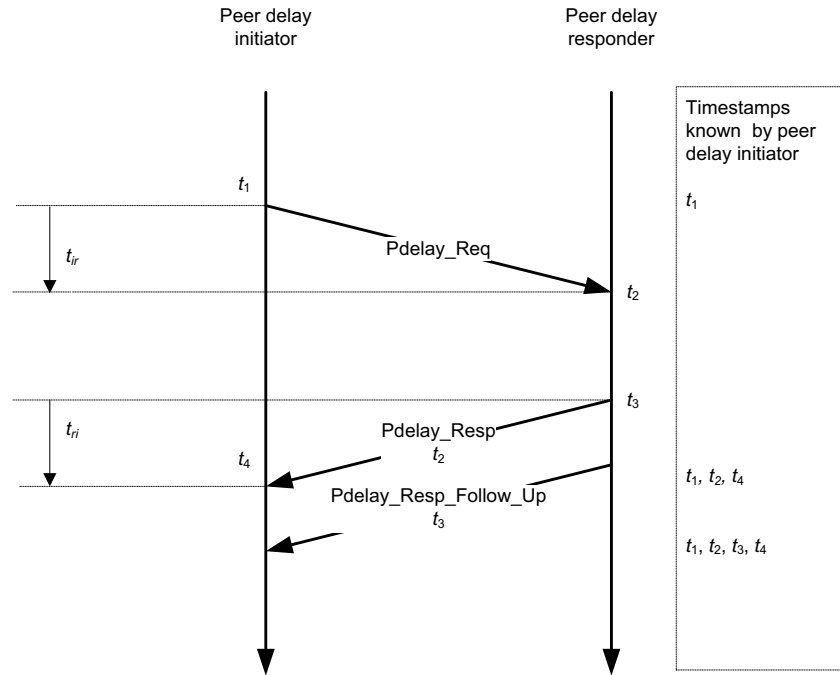 Peer delay
initiator
Peer delay
responder
Timestamps
known by peer
delay initiator
t1
t1
Pdelay_Req
tir
t2
t3
Pdelay_Resp
t2
tri
t4
t1, t2, t4
Pdelay_Resp_Follow_Up
t3
t1, t2, t3, t4